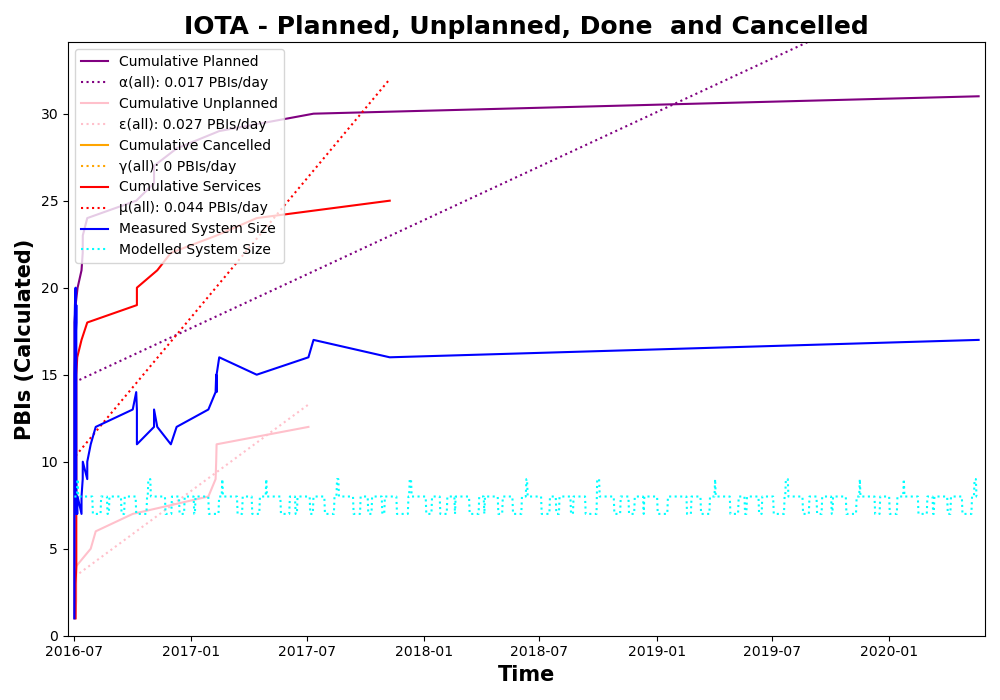 IOTA - Planned, Unplanned, Done  and Cancelled
Cumulative Planned
α(all): 0.017 PBIs/day
Cumulative Unplanned
ε(all): 0.027 PBIs/day
Cumulative Cancelled
γ(all): 0 PBIs/day
Cumulative Services
μ(all): 0.044 PBIs/day
Measured System Size
Modelled System Size
PBIs (Calculated)
30
25
20
15
10
5
0
2016-07
2017-01
2017-07
2018-01
2018-07
2019-01
2019-07
2020-01
Time